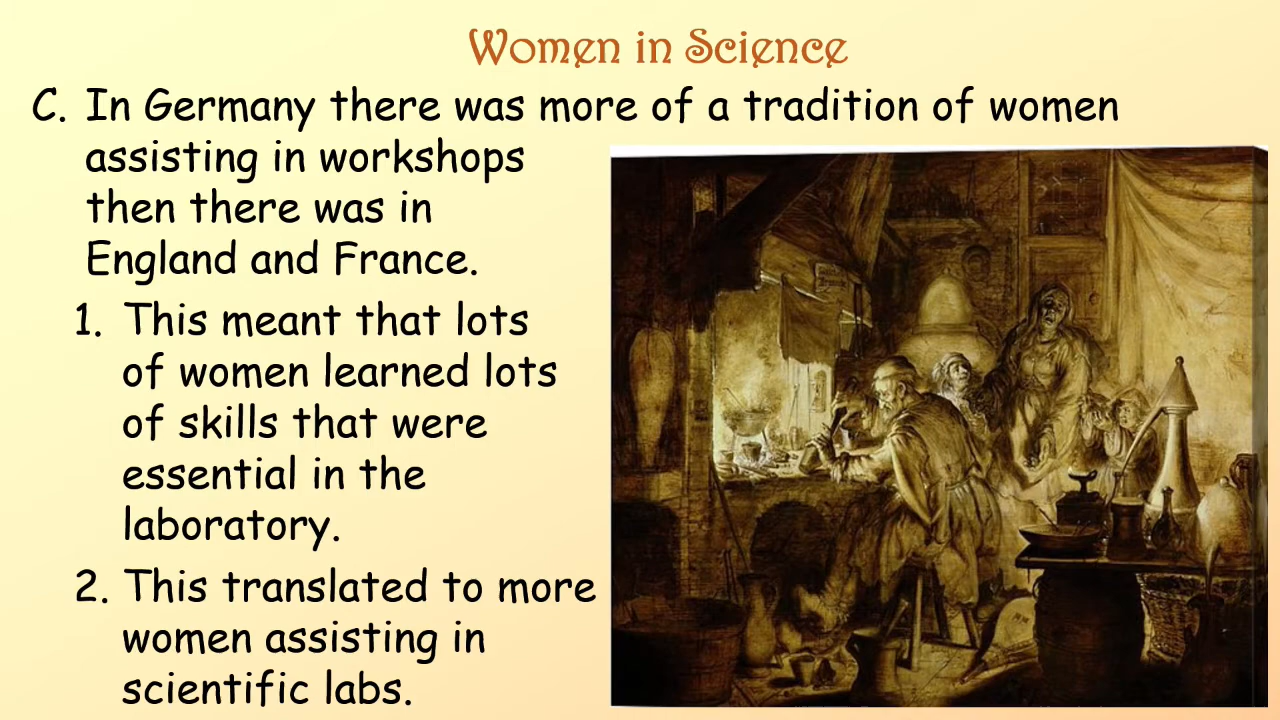 Women in Science
C. In Germany there was more of a tradition of women
assisting in workshops
then there was in
England and France.
1. This meant that lots
of women learned lots
of skills that were
essential in the
laboratory.
2. This translated to more
women assisting in
scientific labs.